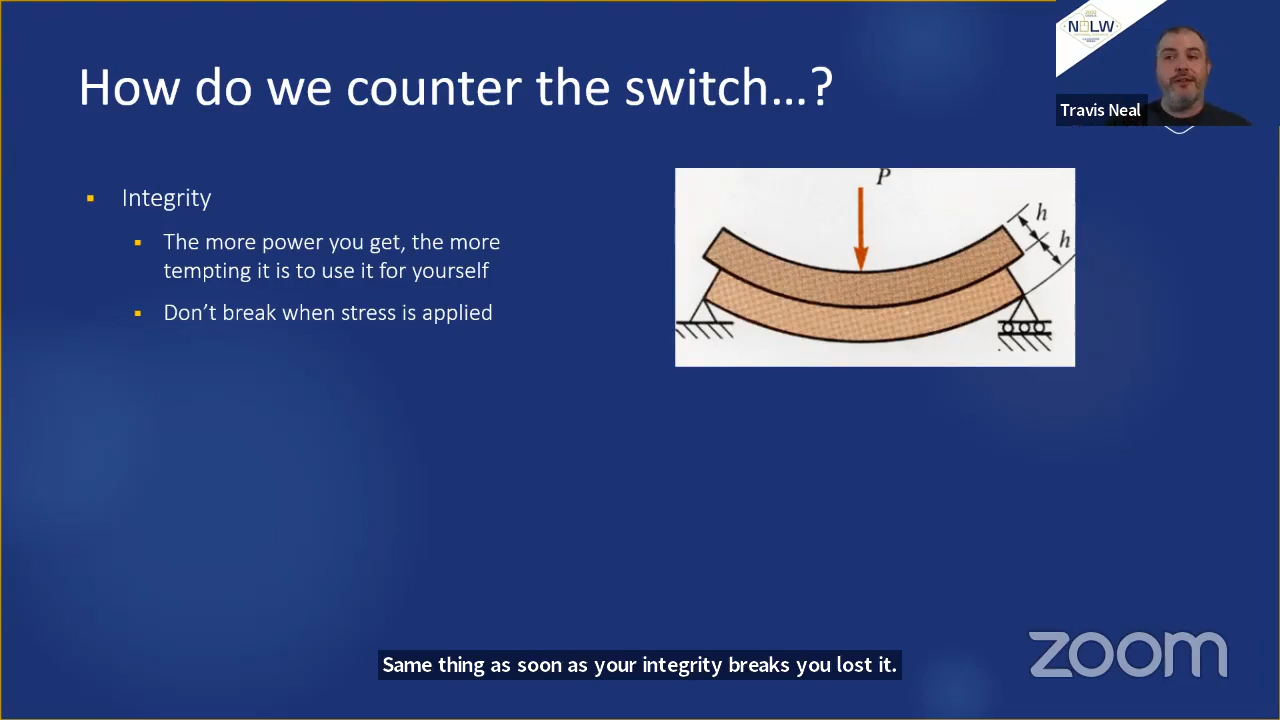 How do we counter the switch…?
NLW
Travis Neal
▪ Integrity
▪ The more power you get, the more
tempting it is to use it for yourself
▪ Don’t break when stress is applied
P
h
h
Same thing as soon as your integrity breaks you lost it.
zoom